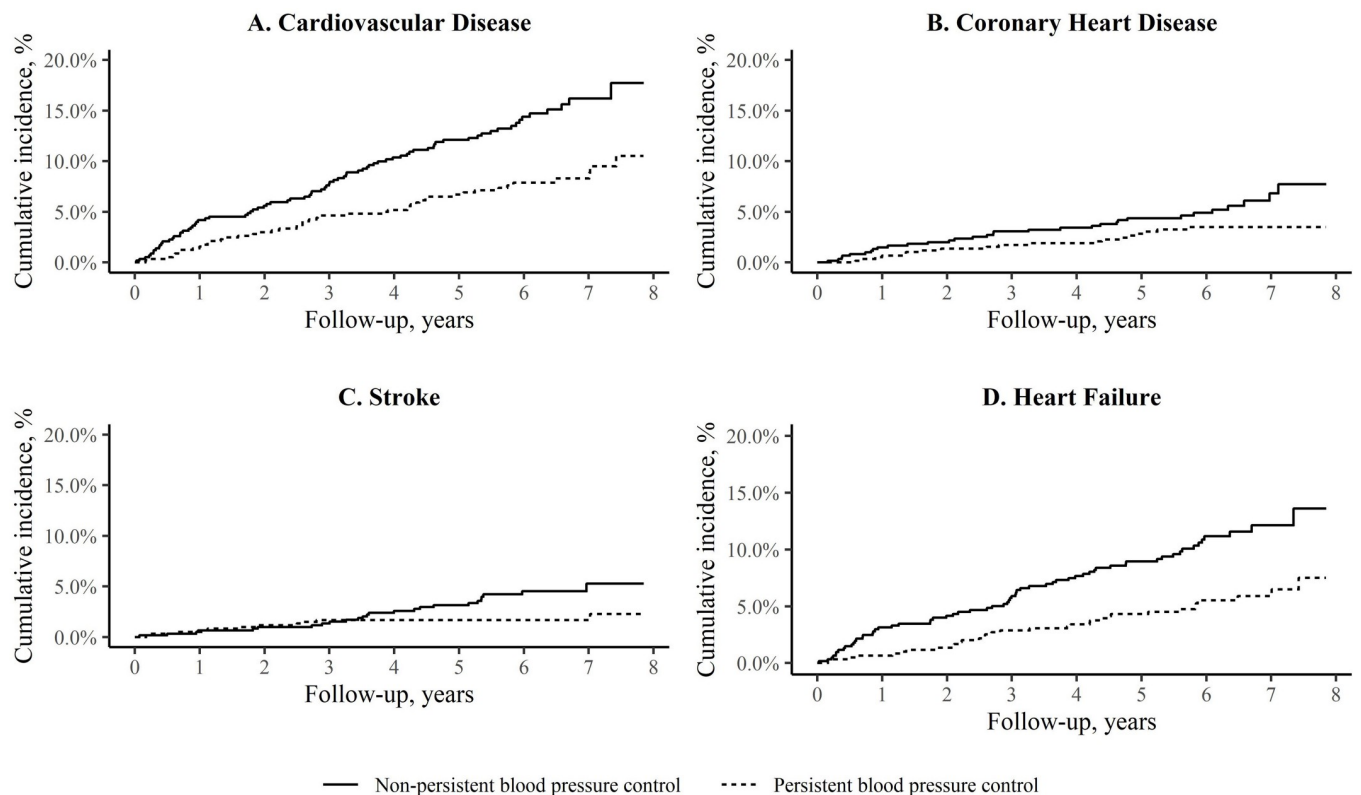 A. Cardiovascular Disease
Cumulative incidence, %
20.0%
15.0%
10.0%
5.0%
0.0%
0 1 2 3 4 5 6 7 8
Follow-up, years
B. Coronary Heart Disease
Cumulative incidence, %
20.0%
15.0%
10.0%
5.0%
0.0%
0 1 2 3 4 5 6 7 8
Follow-up, years
C. Stroke
Cumulative incidence, %
20.0%
15.0%
10.0%
5.0%
0.0%
0 1 2 3 4 5 6 7 8
Follow-up, years
D. Heart Failure
Cumulative incidence, %
20.0%
15.0%
10.0%
5.0%
0.0%
0 1 2 3 4 5 6 7 8
Follow-up, years
Non-persistent blood pressure control Persistent blood pressure control